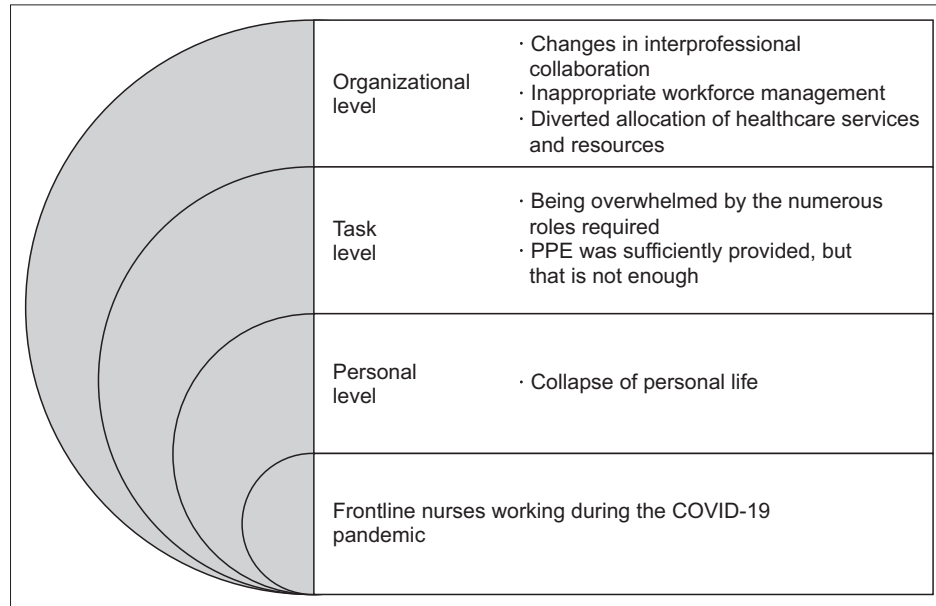 Organizational
level
· Changes in interprofessional
collaboration
· Inappropriate workforce management
· Diverted allocation of healthcare services
and resources
Task
level
· Being overwhelmed by the numerous
roles required
· PPE was sufficiently provided, but
that is not enough
Personal
level
· Collapse of personal life
Frontline nurses working during the COVID-19
pandemic